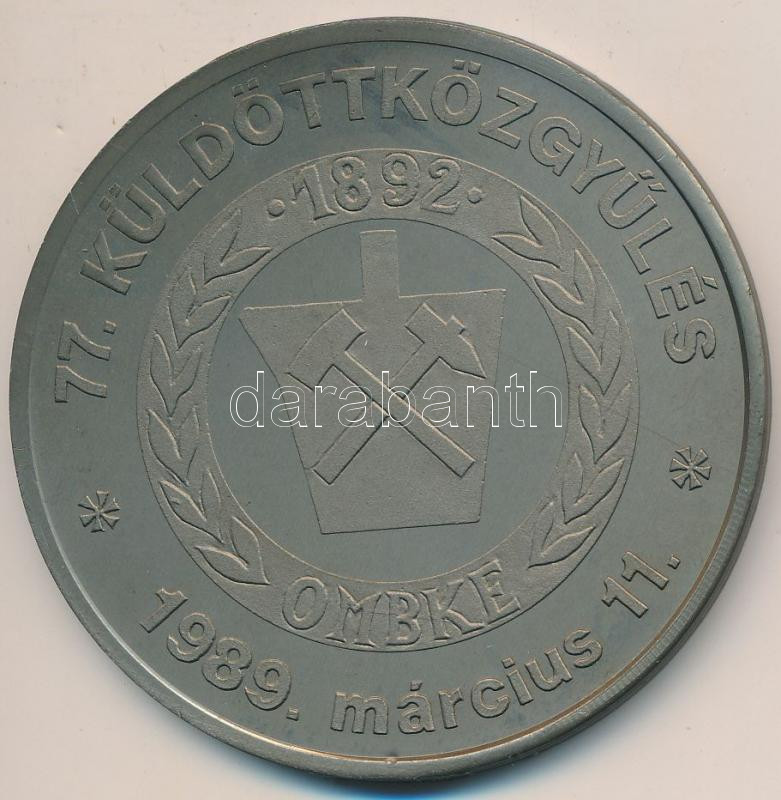 77. KÜLDÖTTKÖZGYŰLÉS
·1892·
darabanth
OMBKE
* 1989. március 11. *